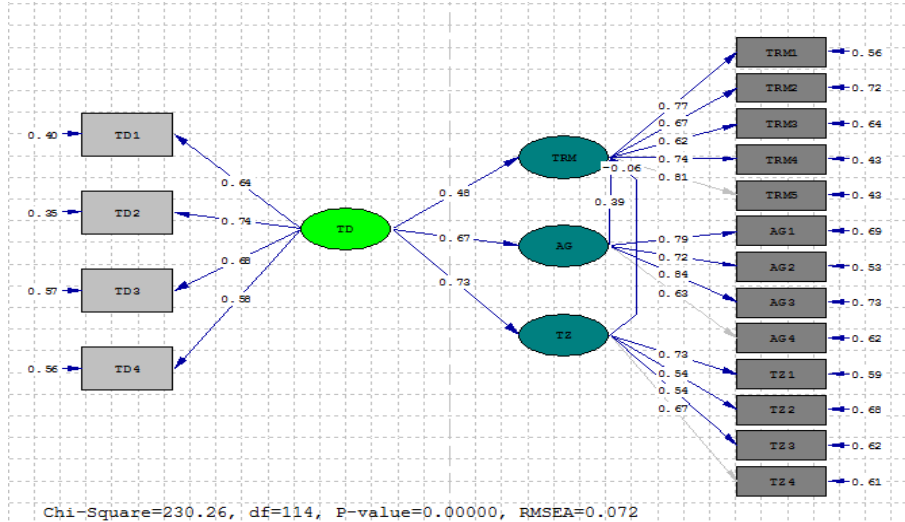 TRM1 0.56
TRM2 0.72
TRM3 0.64
TRM4 0.43
TRM5 0.43
AG1 0.69
AG2 0.53
AG3 0.73
AG4 0.62
TZ1 0.59
TZ2 0.68
TZ3 0.62
TZ4 0.61
0.77
0.67
0.62
0.74
0.81
0.79
0.72
0.84
0.63
0.73
0.54
0.54
0.67
TRM
-0.06
0.39
AG
TZ
0.48
0.67
0.73
TD
0.64
0.74
0.68
0.58
0.40 TD1
0.35 TD2
0.57 TD3
0.56 TD4
Chi-Square=230.26, df=114, P-value=0.00000, RMSEA=0.072